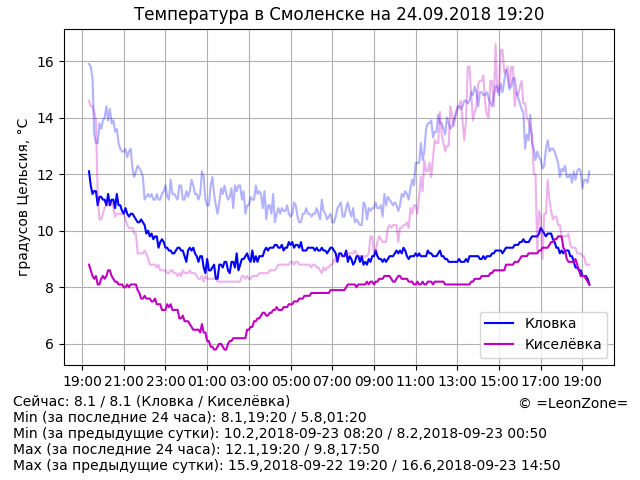 Температура в Смоленске на 24.09.2018 19:20
градусов Цельсия, °C
16
14
12
10
8
6
19:00 21:00 23:00 01:00 03:00 05:00 07:00 09:00 11:00 13:00 15:00 17:00 19:00
Кловка
Киселёвка
Сейчас: 8.1 / 8.1 (Кловка / Киселёвка)
© =LeonZone=
Min (за последние 24 часа): 8.1,19:20 / 5.8,01:20
Min (за предыдущие сутки): 10.2,2018-09-23 08:20 / 8.2,2018-09-23 00:50
Max (за последние 24 часа): 12.1,19:20 / 9.8,17:50
Max (за предыдущие сутки): 15.9,2018-09-22 19:20 / 16.6,2018-09-23 14:50